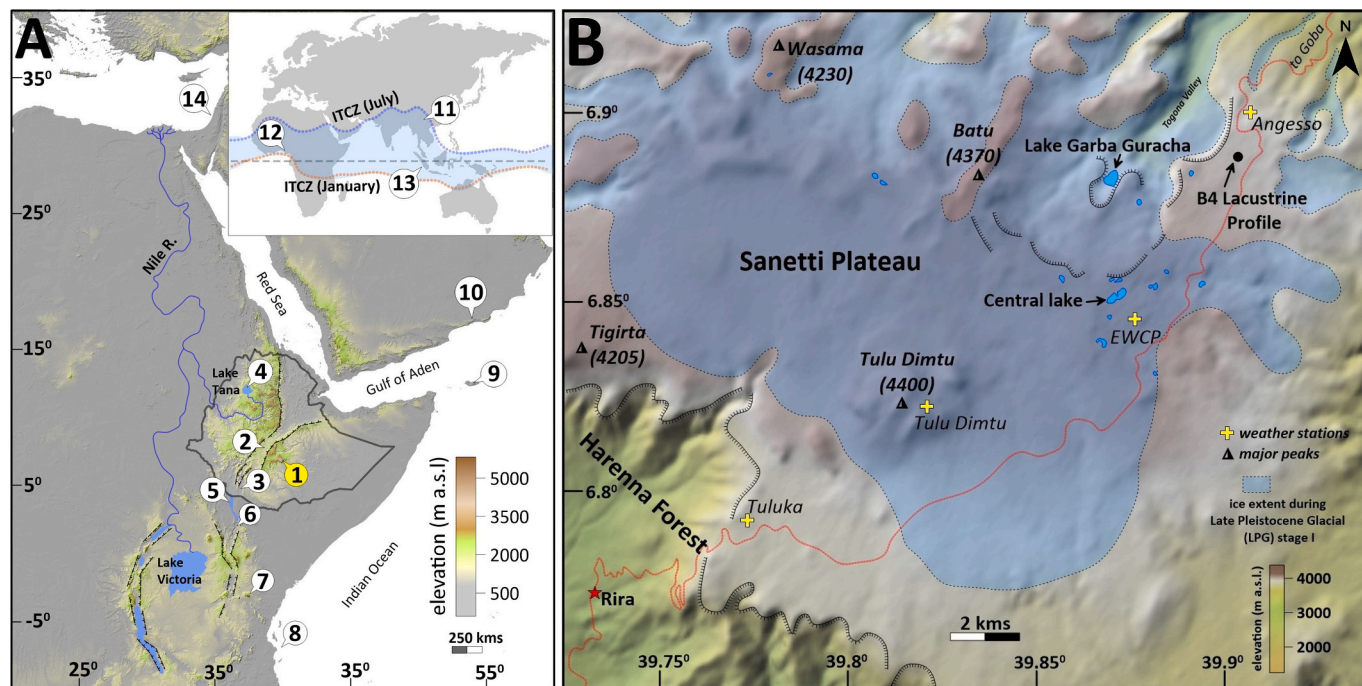 A
35⁰
25⁰
15⁰
5⁰
-5⁰
25⁰
35⁰
35⁰
55⁰
14
ITCZ (July)
11
12
13
ITCZ (January)
Nile R.
Red Sea
10
Gulf of Aden
9
Lake
Tana
4
2
3
1
5
6
Lake
Victoria
7
8
Indian Ocean
elevation (m a.s.l)
5000
3500
2000
500
250 kms
B
N
to Goba
Wasama
(4230)
6.9⁰
Togona Valley
Angesso
Batu
(4370)
Lake Garba Guracha
B4 Lacustrine
Profile
Sanetti Plateau
6.85⁰
Central lake
EWCP
Tigirta
(4205)
Tulu Dimtu
(4400)
Tulu Dimtu
Harenna Forest
6.8⁰
Tuluka
Rira
weather stations
major peaks
ice extent during
Late Pleistocene Glacial
(LPG) stage I
elevation (m a.s.l)
4000
3000
2000
2 kms
39.75⁰
39.8⁰
39.85⁰
39.9⁰